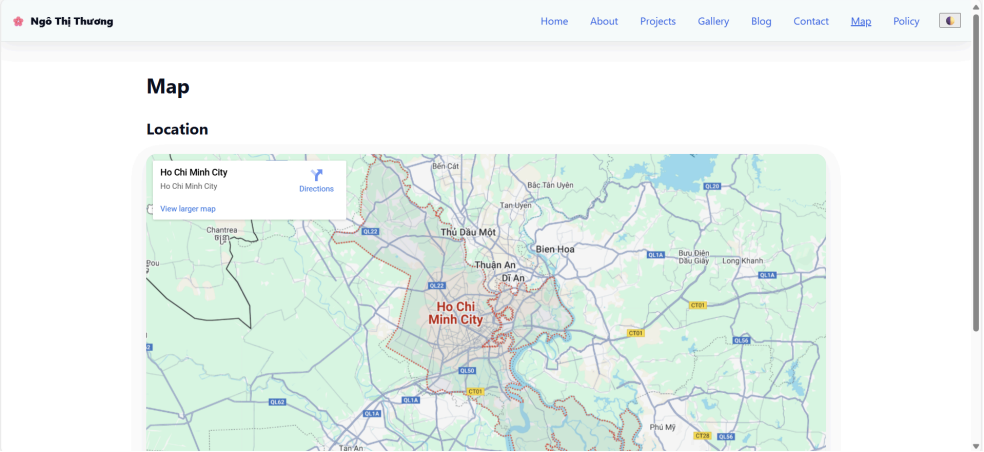 Ngô Thị Thương
Home About Projects Gallery Blog Contact Map Policy
Map
Location
Ho Chi Minh City
Ho Chi Minh City
Directions
View larger map
Bến Cát
Bắc Tân Uyên
QL20
Tan Uyen
Chantrea
QL22
Thủ Dầu Một
Bien Hoa
QL1A
Bưu Điện
Dầu Giây
Long Khanh
Thuận An
QL1A
Dĩ An
QL22
CT01
Ho Chi
Minh City
CT01
QL56
QL50
CT01
QL62
QL1A
QL1A
Phú Mỹ
CT28
QL56
Tân An